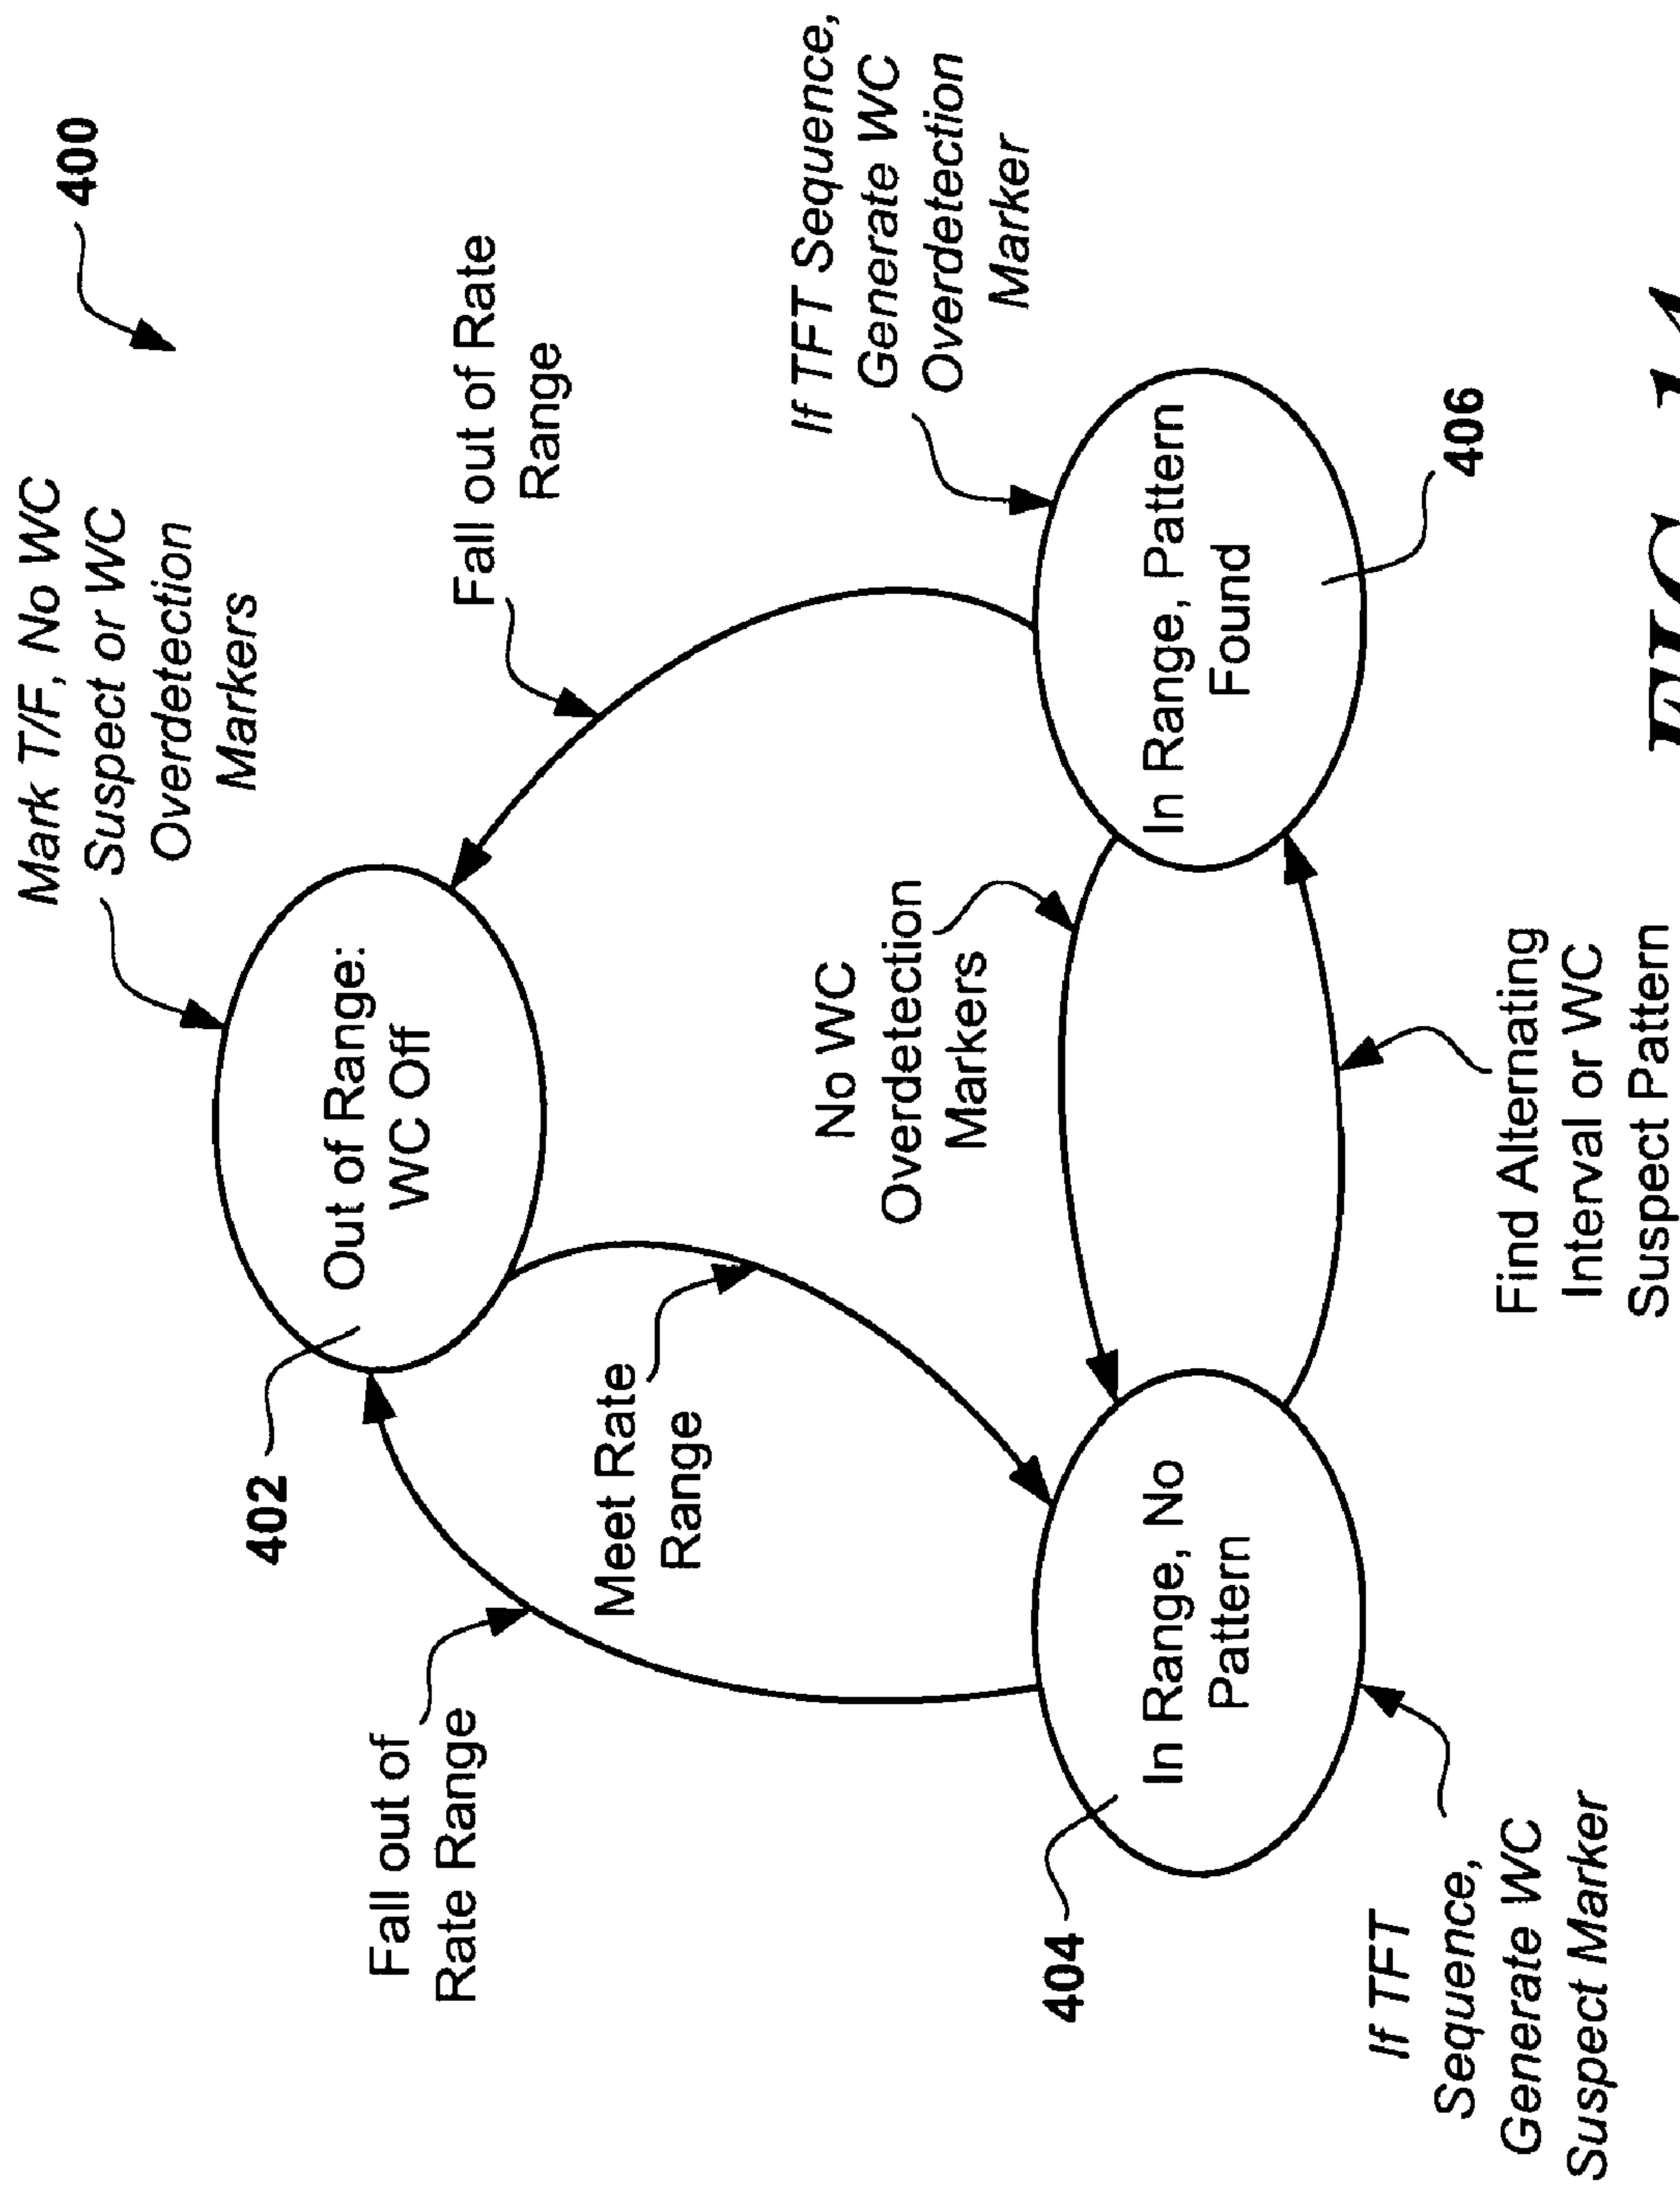 400
Mark T/F, No WC
Suspect or WC
Overdetection
Markers
402
Out of Range:
WC Off
Fall out of
Rate Range
Fall out of Rate
Range
Meet Rate
Range
If TFT Sequence,
Generate WC
Overdetection
Marker
No WC
Overdetection
Markers
404
In Range, No
Pattern
In Range, Pattern
Found
406
If TFT
Sequence,
Generate WC
Suspect Marker
Find Alternating
Interval or WC
Suspect Pattern